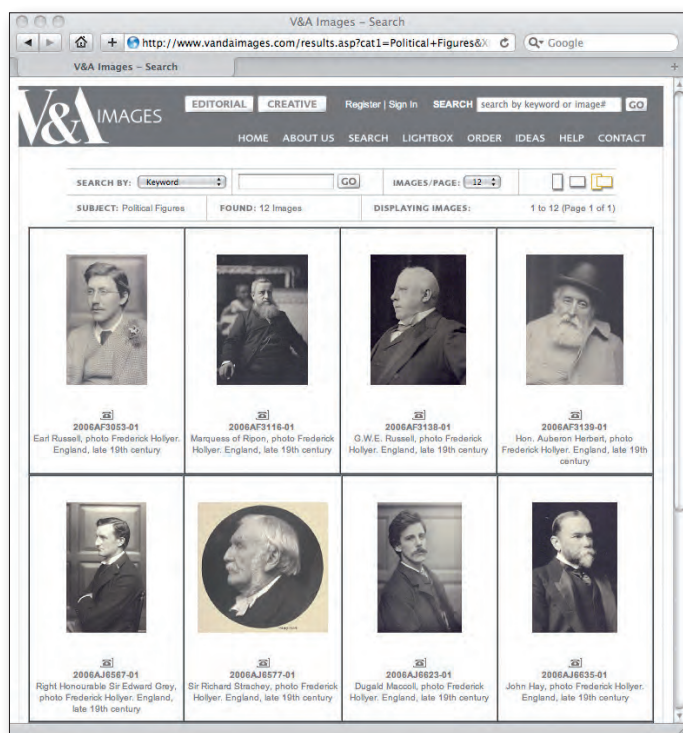 V&A Images – Search
http://www.vandaimages.com/results.asp?cat1=Political+Figures&X
Google
V&A Images – Search
V&A IMAGES
EDITORIAL CREATIVE Register | Sign In SEARCH search by keyword or image# GO
HOME ABOUT US SEARCH LIGHTBOX ORDER IDEAS HELP CONTACT
SEARCH BY: Keyword GO IMAGES/PAGE: 12
SUBJECT: Political Figures FOUND: 12 Images DISPLAYING IMAGES: 1 to 12 (Page 1 of 1)
2006AF3053-01
Earl Russell, photo Frederick Hollyer.
England, late 19th century
2006AF3116-01
Marquess of Ripon, photo Frederick
Hollyer. England, late 19th century
2006AF3138-01
G.W.E. Russell, photo Frederick
Hollyer. England, late 19th century
2006AF3139-01
Hon. Auberon Herbert, photo
Frederick Hollyer. England, late 19th
century
2006AJ6567-01
Right Honourable Sir Edward Grey,
photo Frederick Hollyer. England,
late 19th century
2006AJ6577-01
Sir Richard Strachey, photo Frederick
Hollyer. England, late 19th century
2006AJ6623-01
Dugald Maccoll, photo Frederick
Hollyer. England, late 19th century
2006AJ6635-01
John Hay, photo Frederick Hollyer.
England, late 19th century